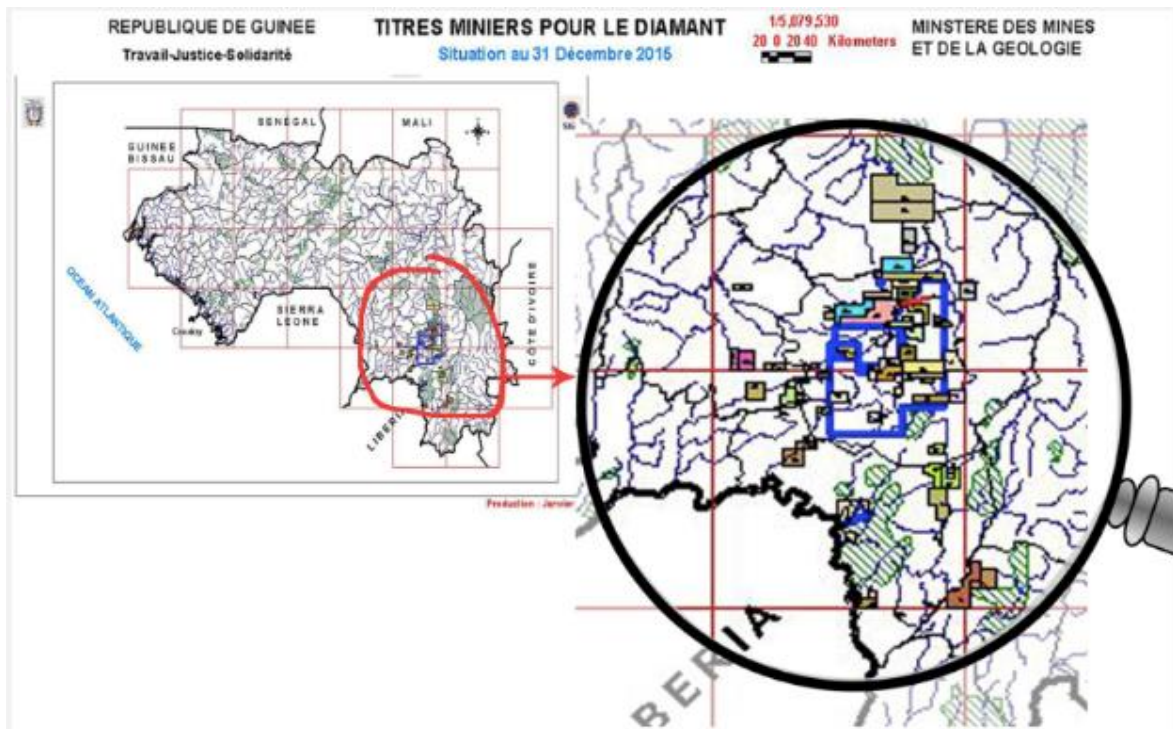 REPUBLIQUE DE GUINEE
Travail-Justice-Solidarité
TITRES MINIERS POUR LE DIAMANT
Situation au 31 Décembre 2015
1/5,079,530
20 0 20 40 Kilometers
MINSTERE DES MINES
ET DE LA GEOLOGIE
SENEGAL
MALI
GUINEE
BISSAU
OCEAN ATLANTIQUE
Conakry
SIERRA
LEONE
CÔTE D'IVOIRE
LIBERIA
Production : Janvier
BERIA